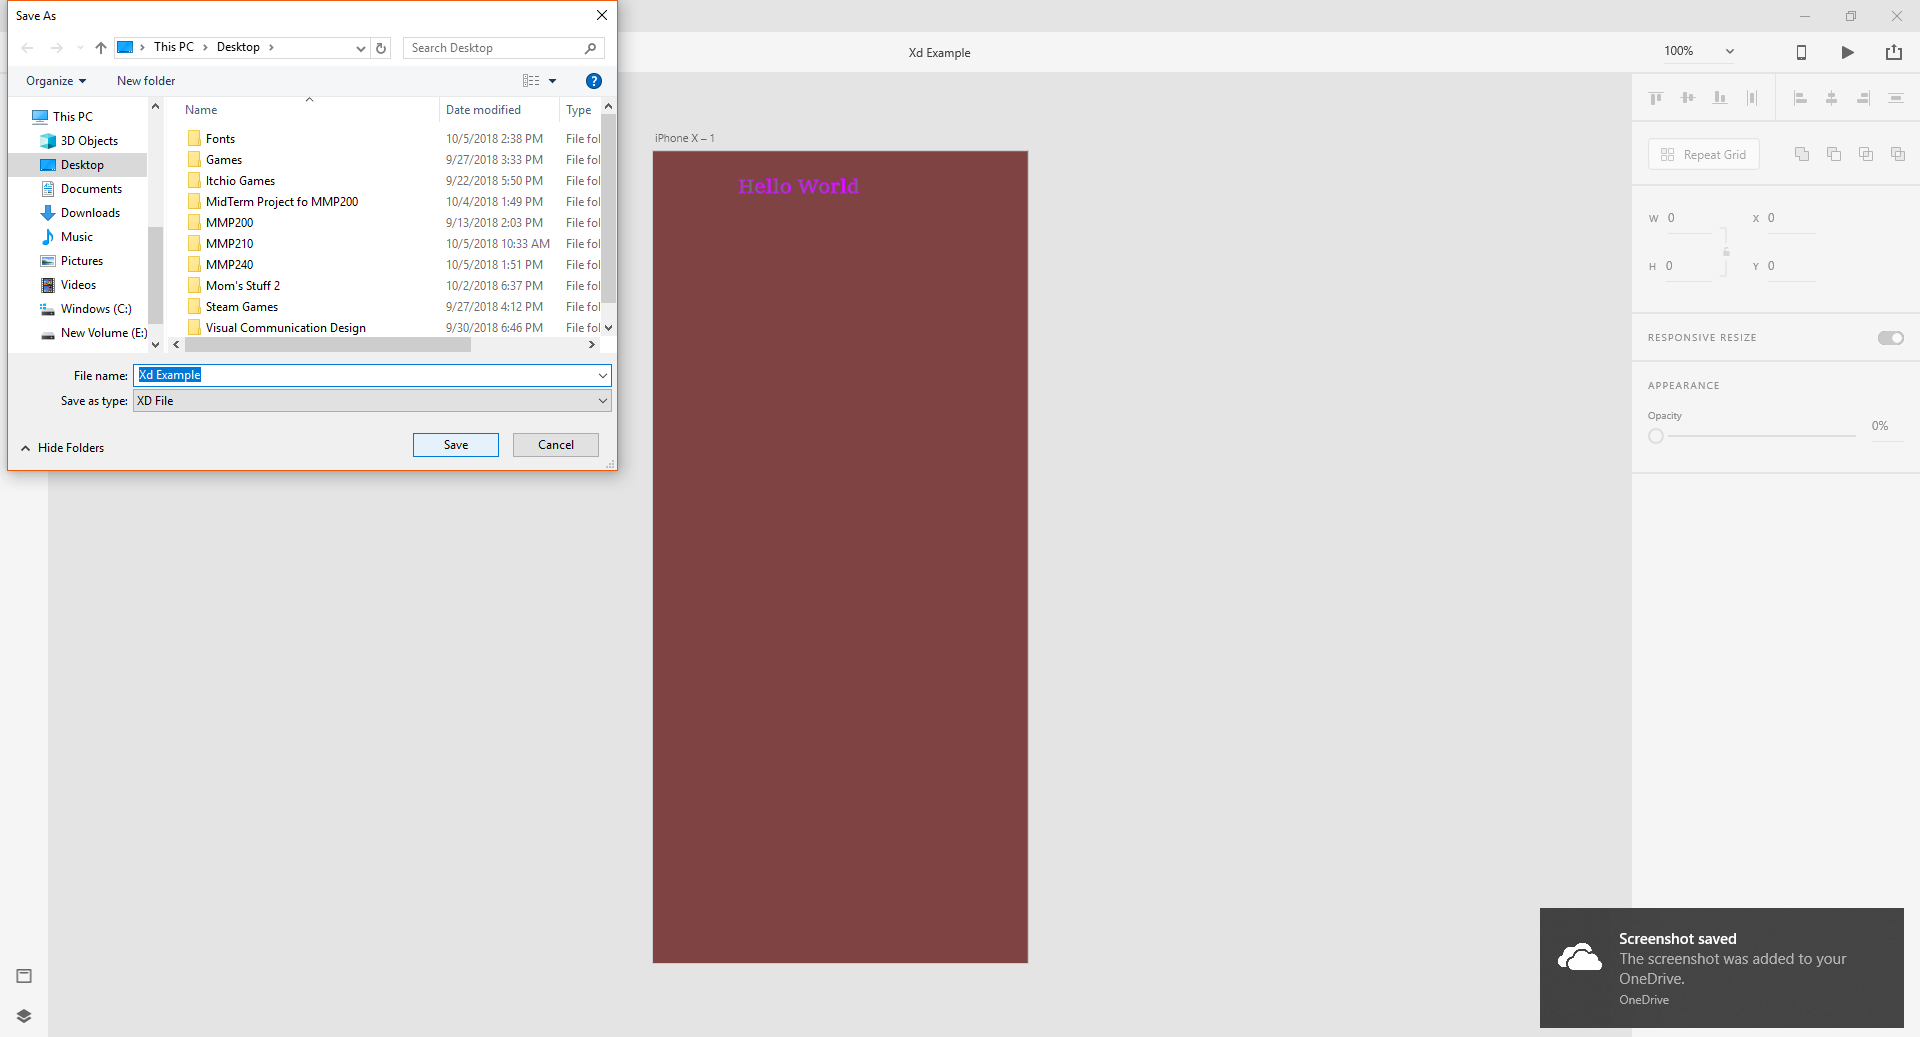 Save As
This PC
Desktop
Search Desktop
Organize
New folder
?
This PC
3D Objects
Desktop
Documents
Downloads
Music
Pictures
Videos
Windows (C:)
New Volume (E:)
Name Date modified Type
Fonts 10/5/2018 2:38 PM File fol
Games 9/27/2018 3:33 PM File fol
Itchio Games 9/22/2018 5:50 PM File fol
MidTerm Project fo MMP200 10/4/2018 1:49 PM File fol
MMP200 9/13/2018 2:03 PM File fol
MMP210 10/5/2018 10:33 AM File fol
MMP240 10/5/2018 1:51 PM File fol
Mom's Stuff 2 10/2/2018 6:37 PM File fol
Steam Games 9/27/2018 4:12 PM File fol
Visual Communication Design 9/30/2018 6:46 PM File fol
File name: Xd Example
Save as type: XD File
Hide Folders
Save
Cancel
Xd Example
100%
iPhone X – 1
Hello World
Repeat Grid
W 0 X 0
H 0 Y 0
RESPONSIVE RESIZE
APPEARANCE
Opacity
0%
Screenshot saved
The screenshot was added to your
OneDrive.
OneDrive